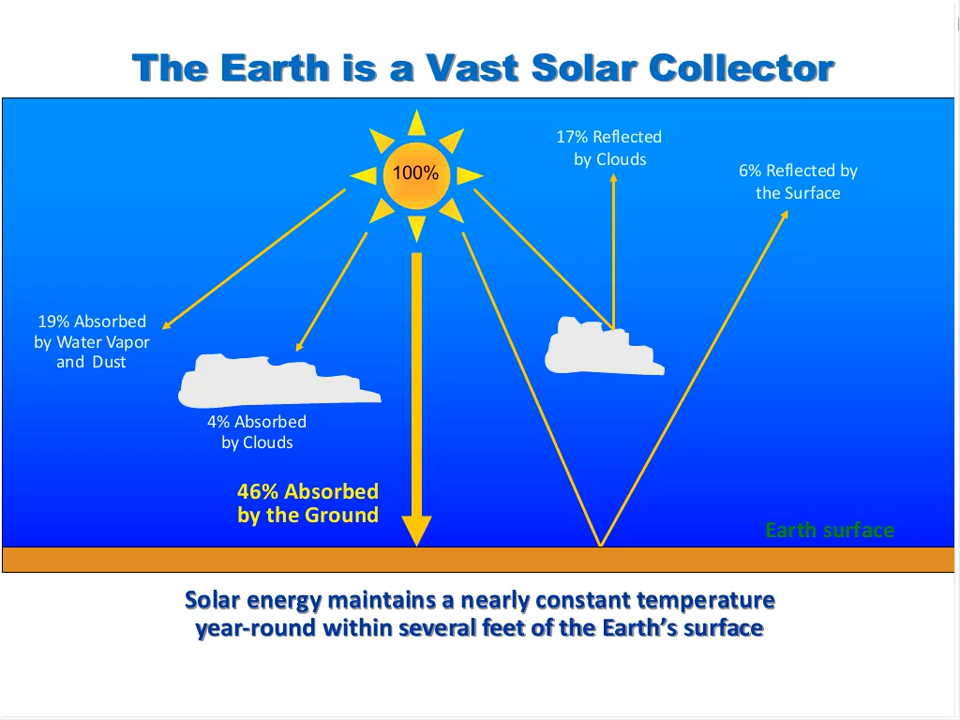 The Earth is a Vast Solar Collector
100%
17% Reflected
by Clouds
6% Reflected by
the Surface
19% Absorbed
by Water Vapor
and Dust
4% Absorbed
by Clouds
46% Absorbed
by the Ground
Earth surface
Solar energy maintains a nearly constant temperature
year-round within several feet of the Earth's surface